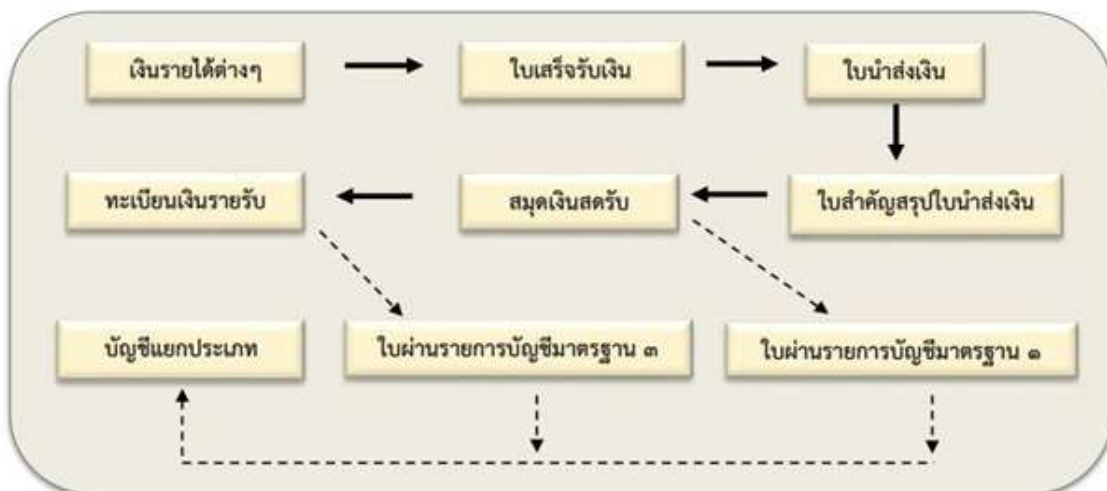 เงินรายได้ต่างๆ
ใบเสร็จรับเงิน
ใบนำส่งเงิน
ทะเบียนเงินรายรับ
สมุดเงินสดรับ
ใบสำคัญสรุปใบนำส่งเงิน
บัญชีแยกประเภท
ใบผ่านรายการบัญชีมาตรฐาน ๓
ใบผ่านรายการบัญชีมาตรฐาน ๑